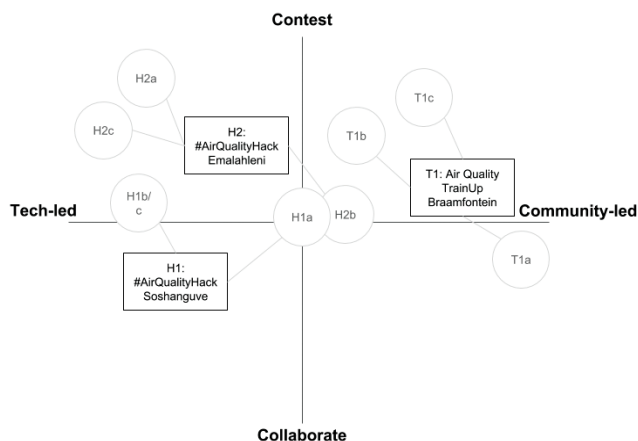 Contest
H2a
T1c
H2c
H2:
#AirQualityHack
Emalahleni
T1b
T1: Air Quality
TrainUp
Braamfontein
H1b/
c
Tech-led
H1a
H2b
Community-led
H1:
#AirQualityHack
Soshanguve
T1a
Collaborate